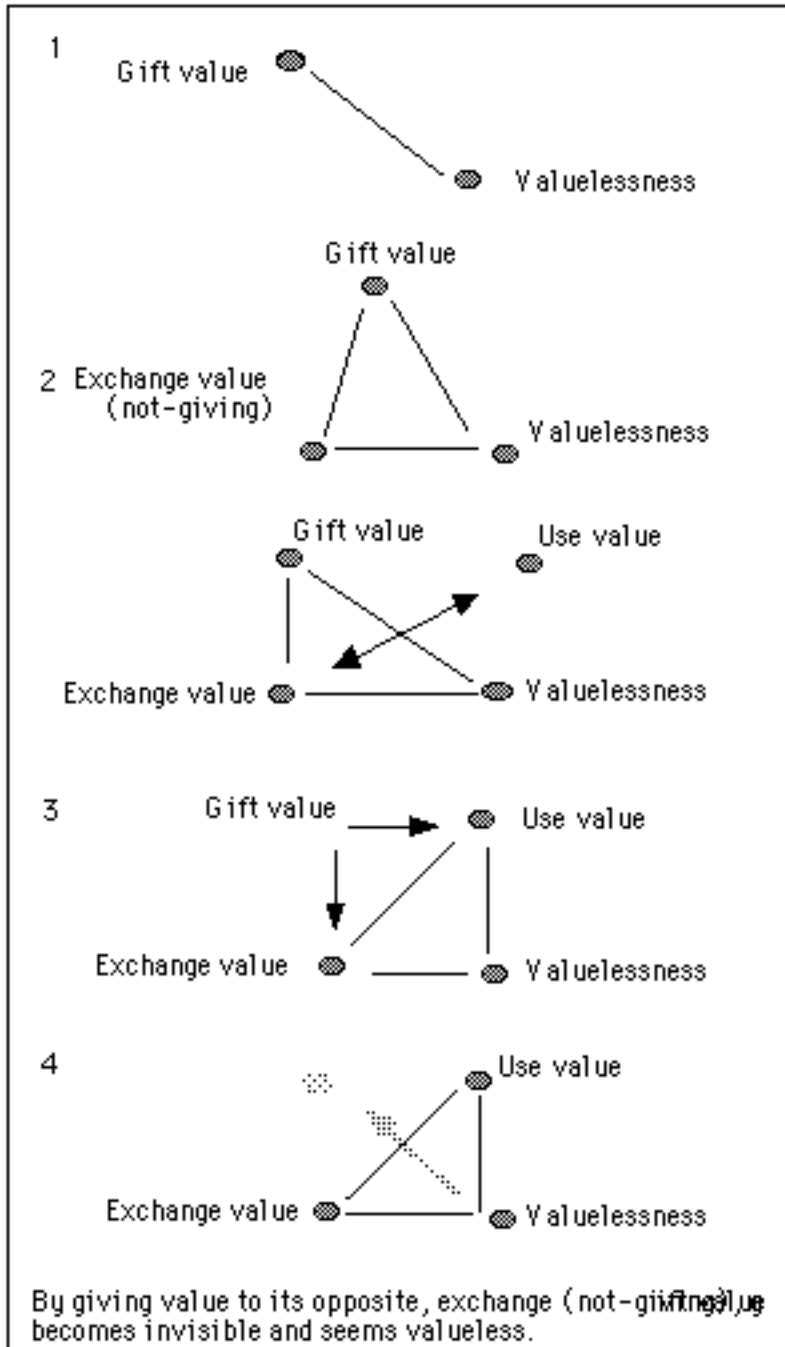 1
Gift value
Valuelessness
Gift value
2 Exchange value
(not-giving)
Valuelessness
Gift value
Use value
Exchange value
Valuelessness
3
Gift value
Use value
Exchange value
Valuelessness
4
Use value
Exchange value
Valuelessness
By giving value to its opposite, exchange (not-giving),
becomes invisible and seems valueless.